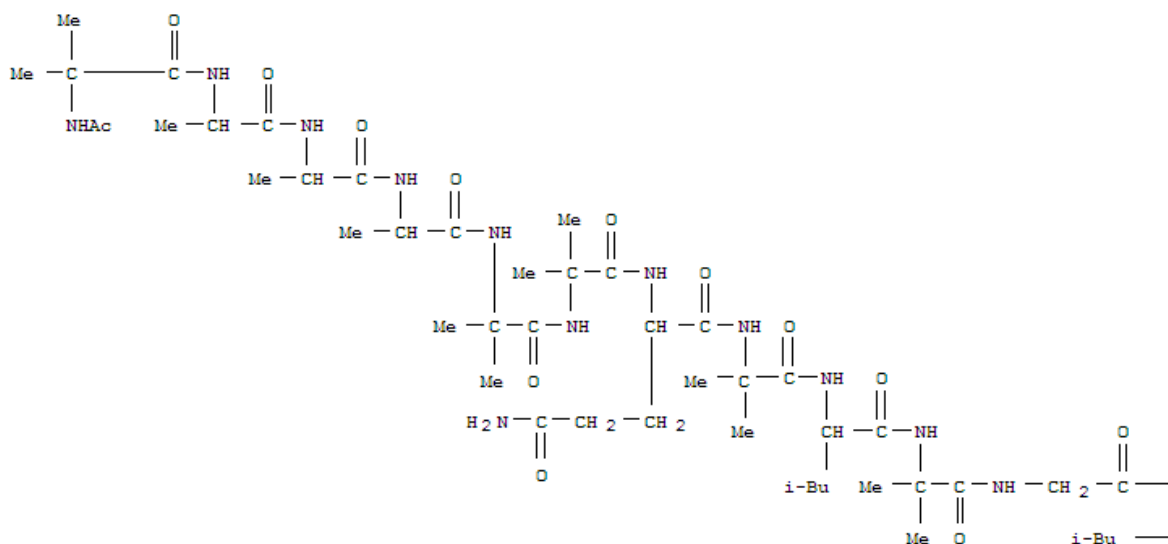 Me O
Me C C NH O
NHAc Me CH C NH O
Me CH C NH O
Me CH C NH Me O
Me C C NH O
Me C C NH CH C NH O
Me O Me C C NH O
H2N C CH2 CH2 Me CH C NH O
O i-Bu Me C C NH CH2 C
Me O i-Bu